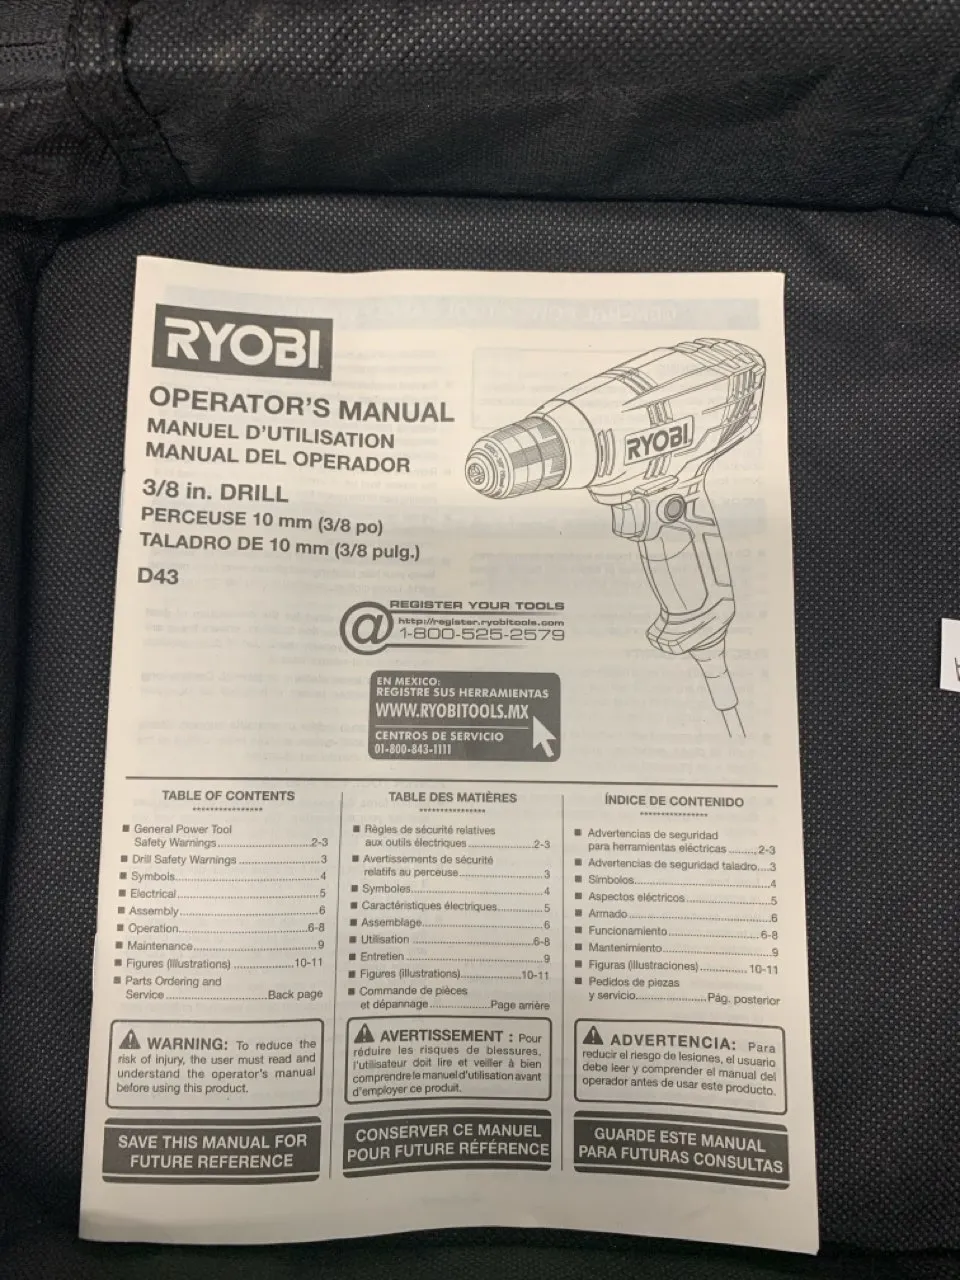 RYOBI
OPERATOR'S MANUAL
MANUEL D'UTILISATION
MANUAL DEL OPERADOR
3/8 in. DRILL
PERCEUSE 10 mm (3/8 po)
TALADRO DE 10 mm (3/8 pulg.)
D43
RYOBI
REGISTER YOUR TOOLS
@ http://register.ryobitools.com
1-800-525-2579
EN MEXICO:
REGISTRE SUS HERRAMIENTAS
WWW.RYOBITOOLS.MX
CENTROS DE SERVICIO
01-800-843-1111
TABLE OF CONTENTS
****************
■ General Power Tool
Safety Warnings..................2-3
■ Drill Safety Warnings..................3
■ Symbols..................4
■ Electrical..................5
■ Assembly..................6
■ Operation..................6-8
■ Maintenance..................9
■ Figures (Illustrations)..................10-11
■ Parts Ordering and
Service..................Back page
⚠ WARNING: To reduce the
risk of injury, the user must read and
understand the operator's manual
before using this product.
SAVE THIS MANUAL FOR
FUTURE REFERENCE
TABLE DES MATIÈRES
****************
■ Règles de sécurité relatives
aux outils électriques..................2-3
■ Avertissements de sécurité
relatifs au perceuse..................3
■ Symboles..................4
■ Caractéristiques électriques..................5
■ Assemblage..................6
■ Utilisation..................6-8
■ Entretien..................9
■ Figures (illustrations)..................10-11
■ Commande de pièces
et dépannage..................Page arrière
⚠ AVERTISSEMENT : Pour
réduire les risques de blessures,
l'utilisateur doit lire et veiller à bien
comprendre le manuel d'utilisation avant
d'employer ce produit.
CONSERVER CE MANUEL
POUR FUTURE RÉFÉRENCE
ÍNDICE DE CONTENIDO
****************
■ Advertencias de seguridad
para herramientas eléctricas..........2-3
■ Advertencias de seguridad taladro....3
■ Símbolos..................4
■ Aspectos eléctricos..................5
■ Armado..................6
■ Funcionamiento..................6-8
■ Mantenimiento..................9
■ Figuras (illustraciones)..................10-11
■ Pedidos de piezas
y servicio..................Pág. posterior
⚠ ADVERTENCIA: Para
reducir el riesgo de lesiones, el usuario
debe leer y comprender el manual del
operador antes de usar este producto.
GUARDE ESTE MANUAL
PARA FUTURAS CONSULTAS